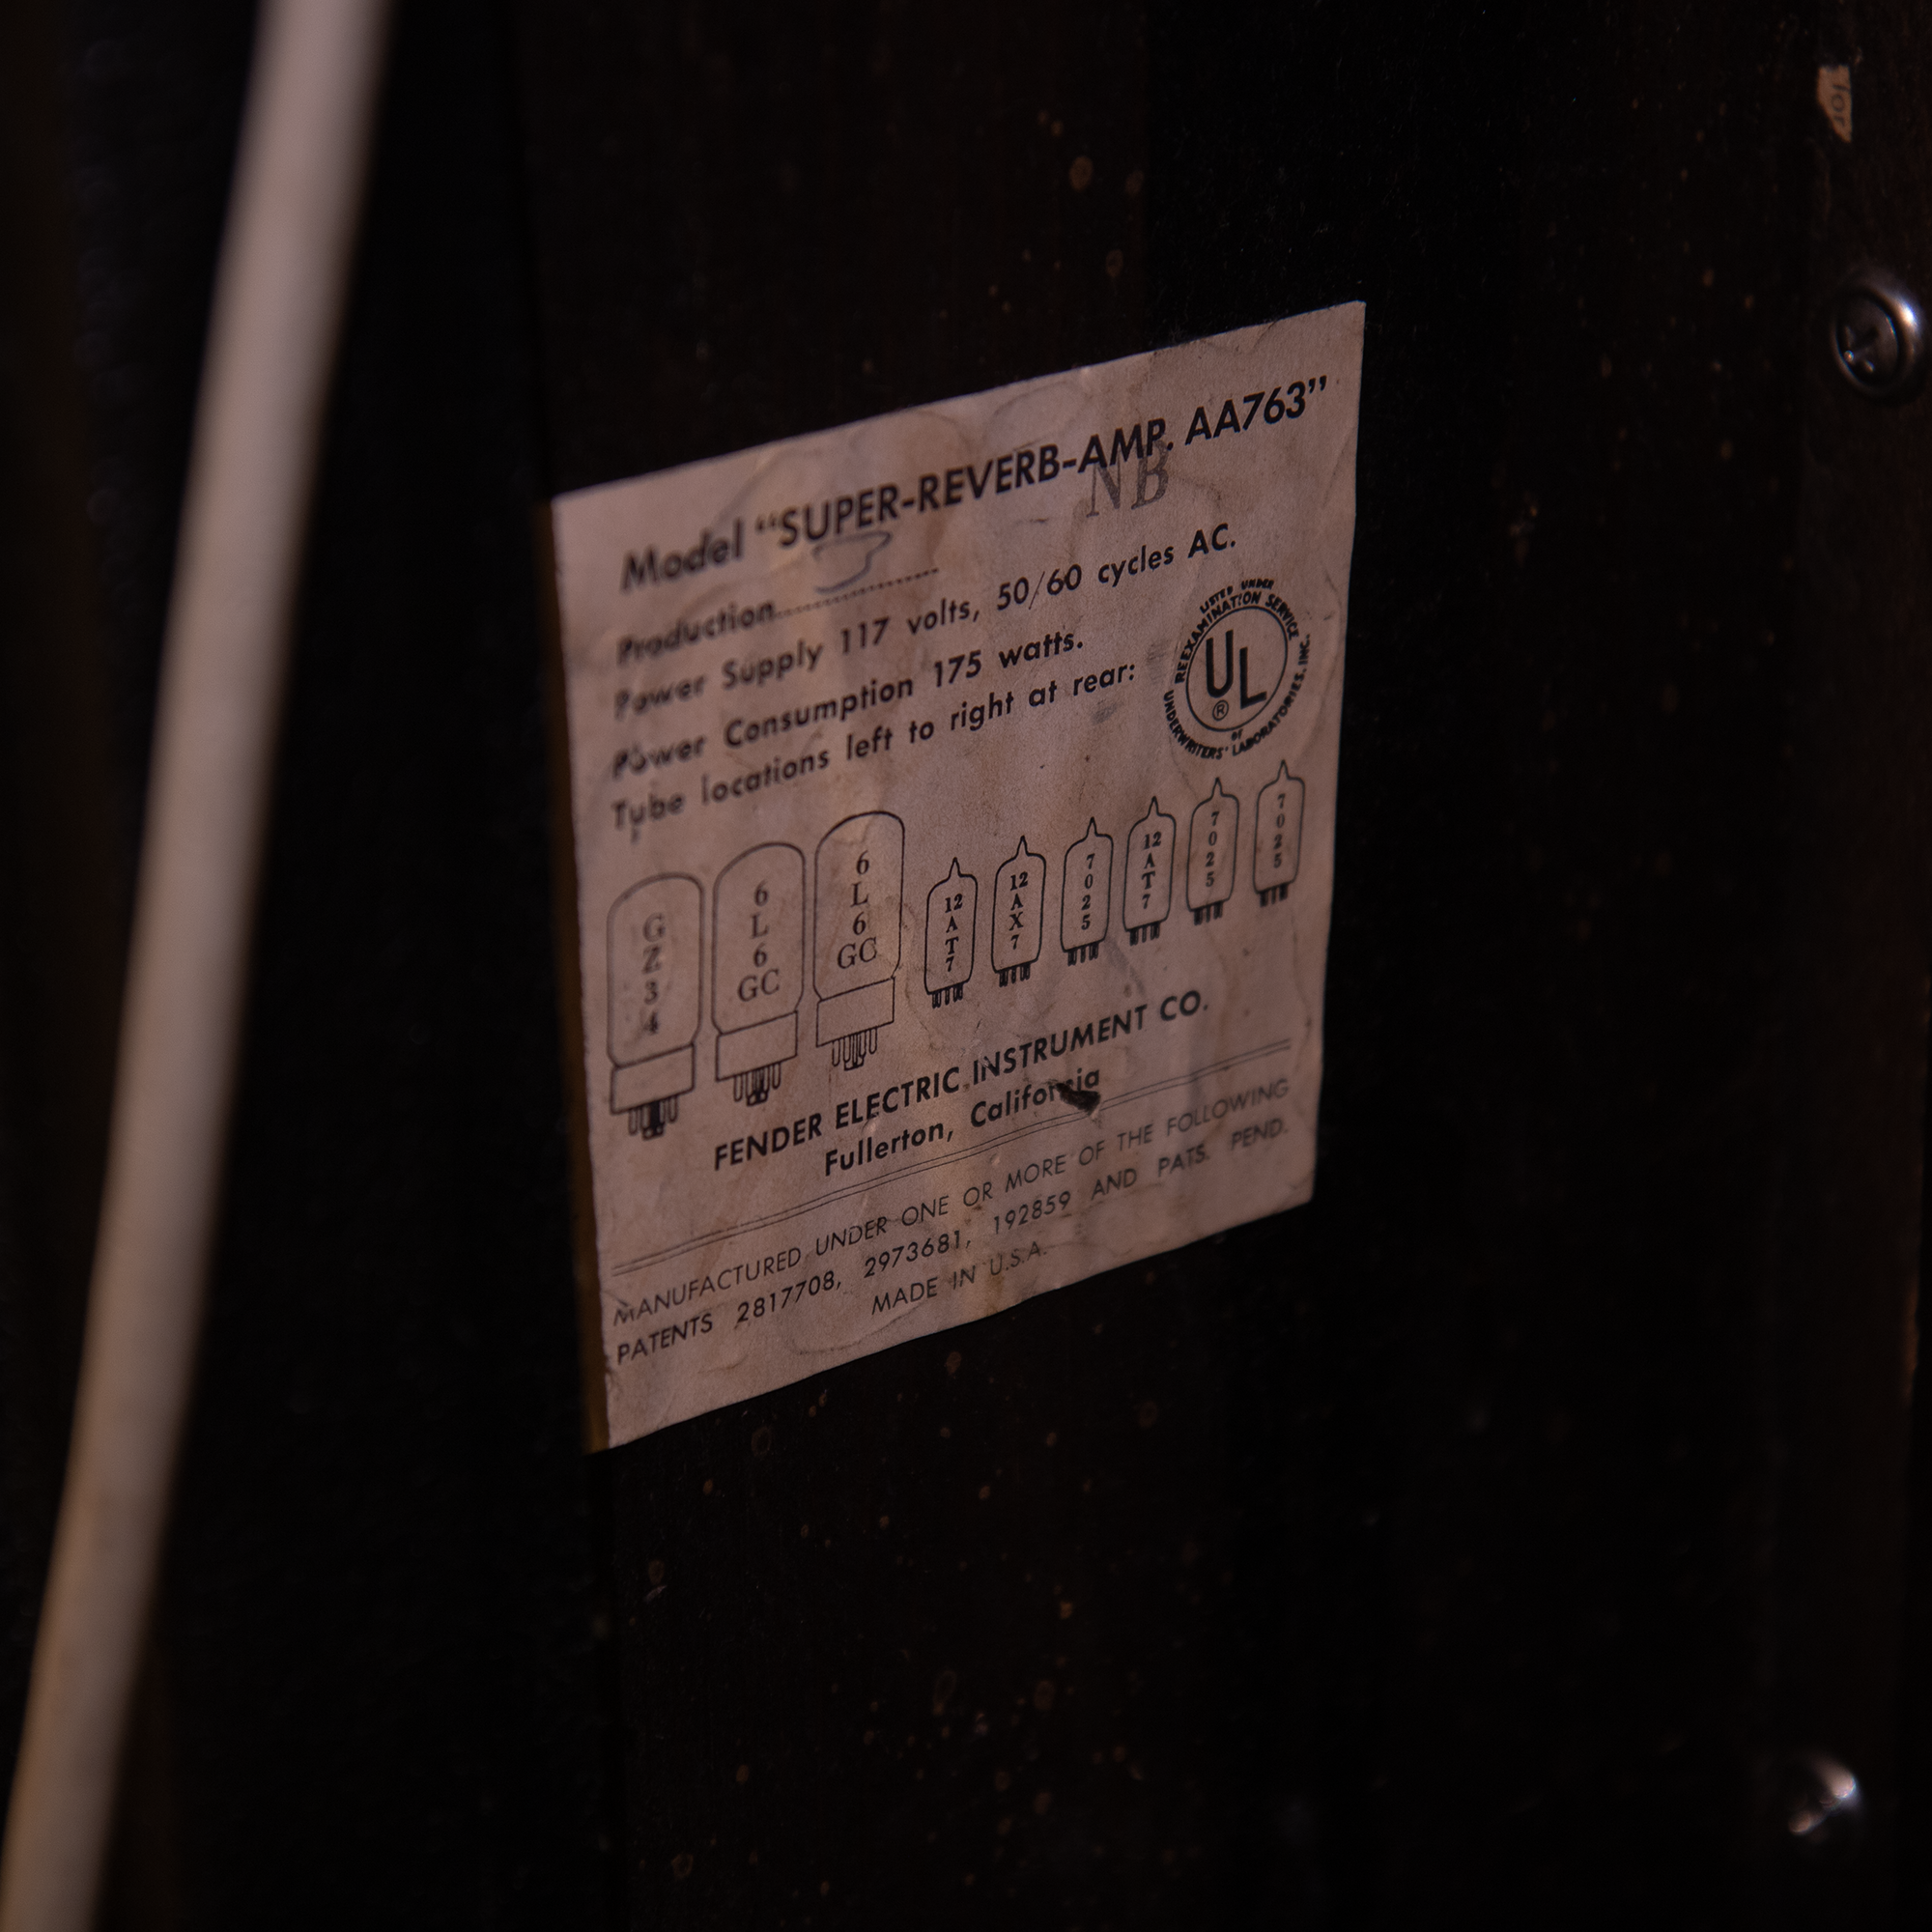 Model “SUPER-REVERB-AMP. AA763”
NB
Production
Power Supply 117 volts, 50/60 cycles AC.
Power Consumption 175 watts.
Tube locations left to right at rear:
LISTED UNDER
REEXAMINATION SERVICE
UL
®
OF
UNDERWRITERS' LABORATORIES, INC.
GZ34
6L6GC
6L6GC
12AT7
12AX7
7025
12AT7
7025
7025
FENDER ELECTRIC INSTRUMENT CO.
Fullerton, California
MANUFACTURED UNDER ONE OR MORE OF THE FOLLOWING
PATENTS 2817708, 2973681, 192859 AND PATS. PEND.
MADE IN U.S.A.